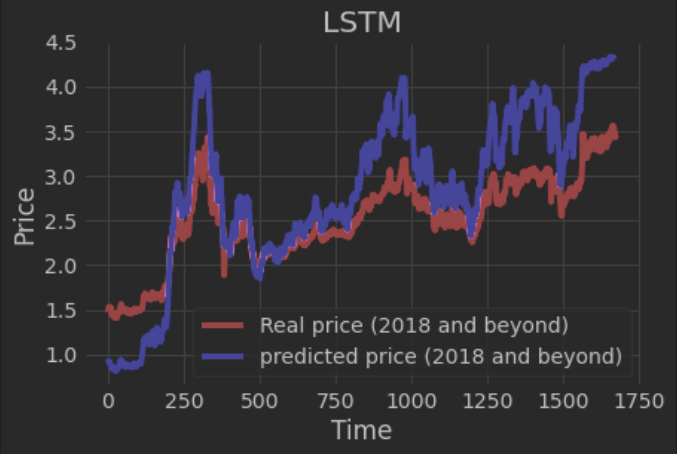 LSTM
4.5
4.0
3.5
3.0
2.5
2.0
1.5
1.0
Price
Real price (2018 and beyond)
predicted price (2018 and beyond)
0 250 500 750 1000 1250 1500 1750
Time